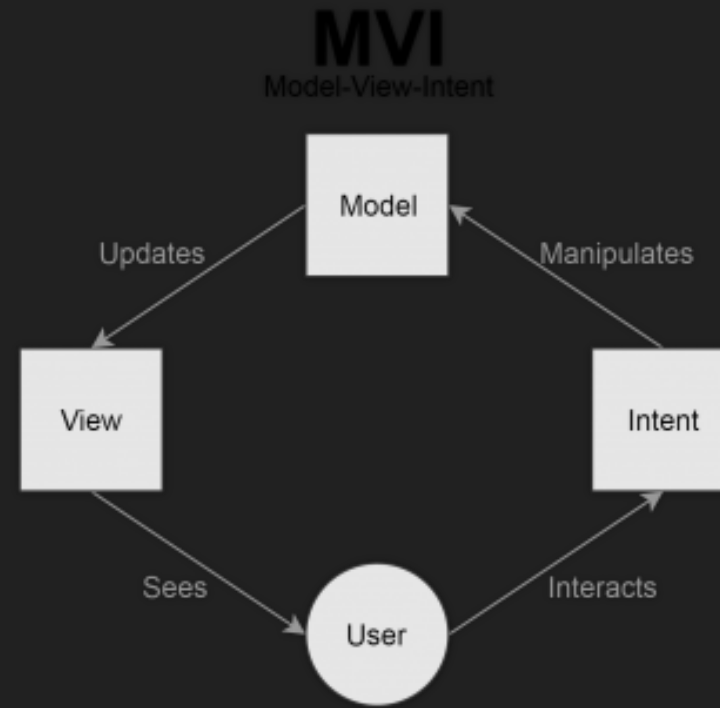 MVI
Model-View-Intent
Model
Updates
Manipulates
View
Intent
Sees
Interacts
User